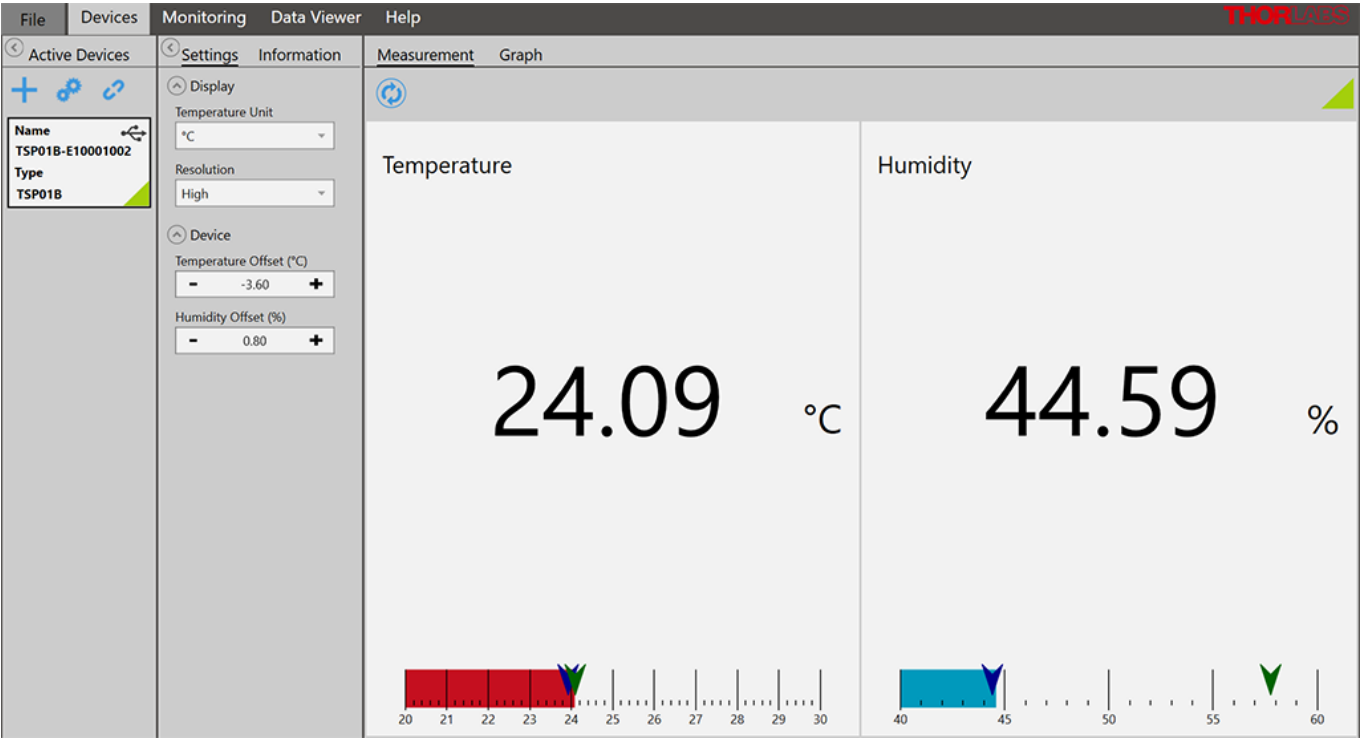 File Devices Monitoring Data Viewer Help THORLABS
Active Devices
Name
TSP01B-E10001002
Type
TSP01B
Settings Information
Display
Temperature Unit
°C
Resolution
High
Device
Temperature Offset (°C)
- -3.60 +
Humidity Offset (%)
- 0.80 +
Measurement Graph
Temperature
24.09 °C
20 21 22 23 24 25 26 27 28 29 30
Humidity
44.59 %
40 45 50 55 60